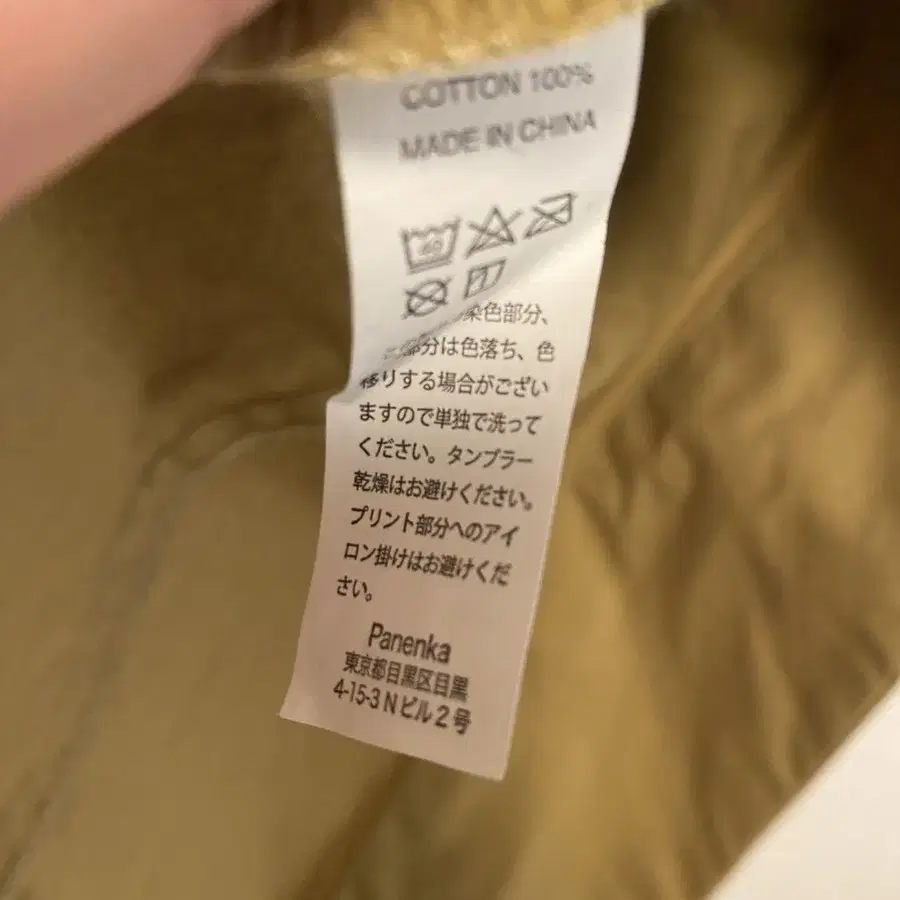 COTTON 100%
MADE IN CHINA
40
染色部分、
部分は色落ち、色
移りする場合がござい
ますので単独で洗って
ください。タンブラー
乾燥はお避けください。
プリント部分へのアイ
ロン掛けはお避けくだ
さい。
Panenka
東京都目黒区目黒
4-15-3 N ビル 2 号